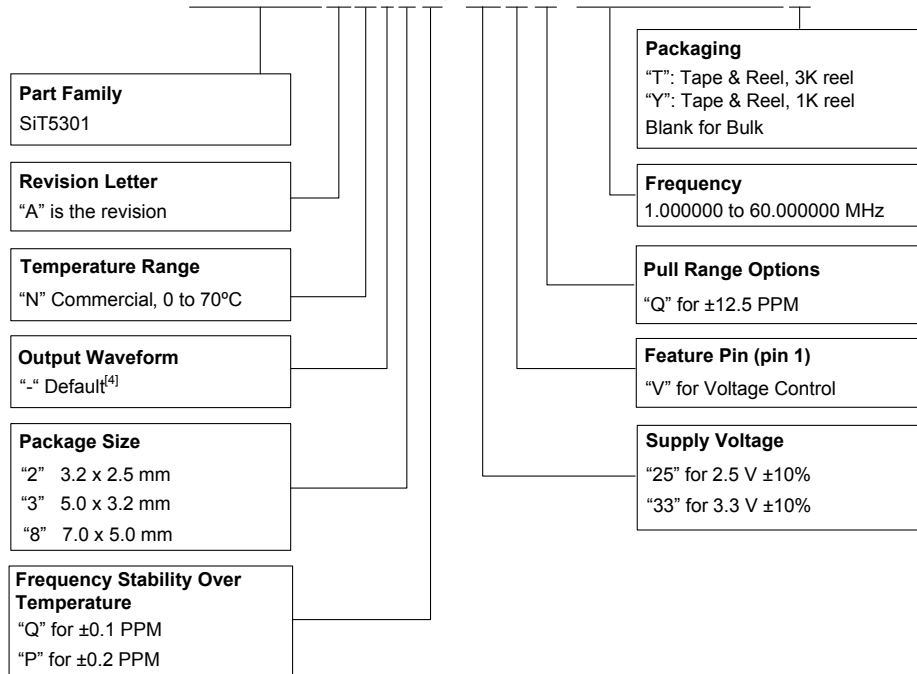 Part Family
SiT5301
Revision Letter
“A” is the revision
Temperature Range
“N” Commercial, 0 to 70ºC
Output Waveform
“-“ Default[4]
Package Size
“2” 3.2 x 2.5 mm
“3” 5.0 x 3.2 mm
“8” 7.0 x 5.0 mm
Frequency Stability Over
Temperature
“Q” for ±0.1 PPM
“P” for ±0.2 PPM
Packaging
“T”: Tape & Reel, 3K reel
“Y”: Tape & Reel, 1K reel
Blank for Bulk
Frequency
1.000000 to 60.000000 MHz
Pull Range Options
“Q” for ±12.5 PPM
Feature Pin (pin 1)
“V” for Voltage Control
Supply Voltage
“25” for 2.5 V ±10%
“33” for 3.3 V ±10%